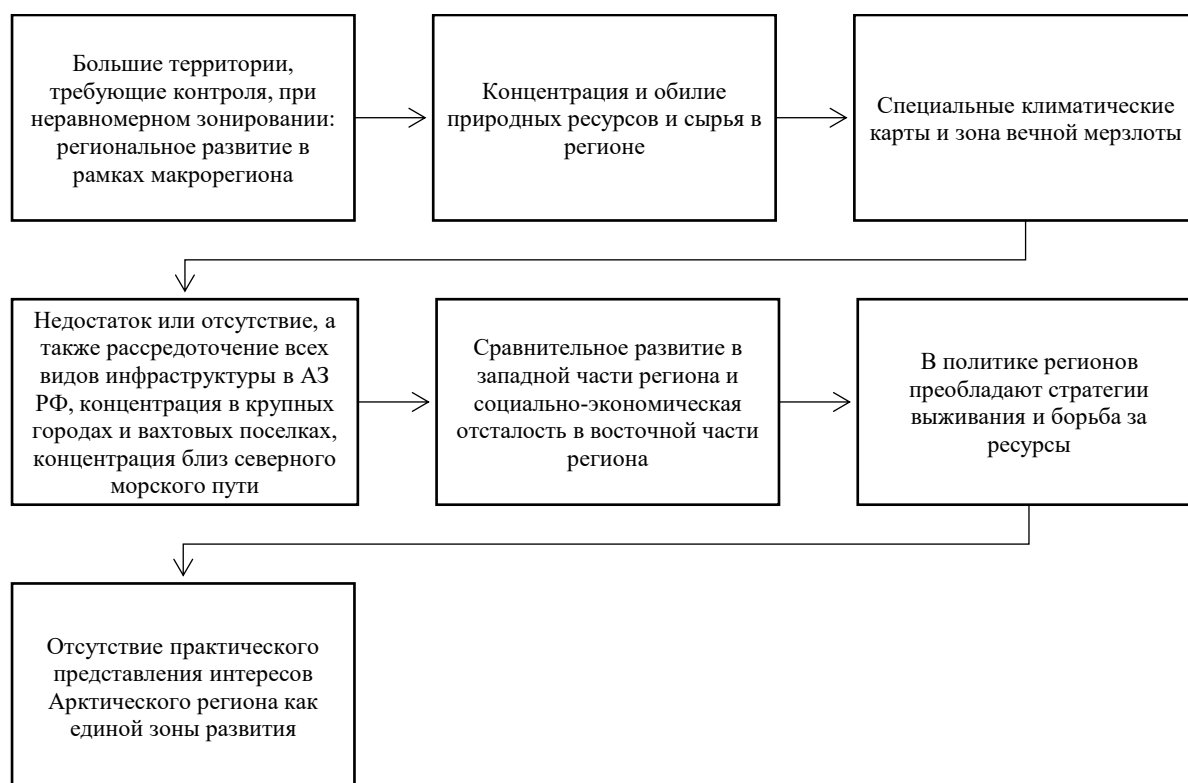 Большие территории,
требующие контроля, при
неравномерном зонировании:
региональное развитие в
рамках макрорегиона
Концентрация и обилие
природных ресурсов и сырья в
регионе
Специальные климатические
карты и зона вечной мерзлоты
Недостаток или отсутствие, а
также рассредоточение всех
видов инфраструктуры в АЗ
РФ, концентрация в крупных
городах и вахтовых поселках,
концентрация близ северного
морского пути
Сравнительное развитие в
западной части региона и
социально-экономическая
отсталость в восточной части
региона
В политике регионов
преобладают стратегии
выживания и борьба за
ресурсы
Отсутствие практического
представления интересов
Арктического региона как
единой зоны развития